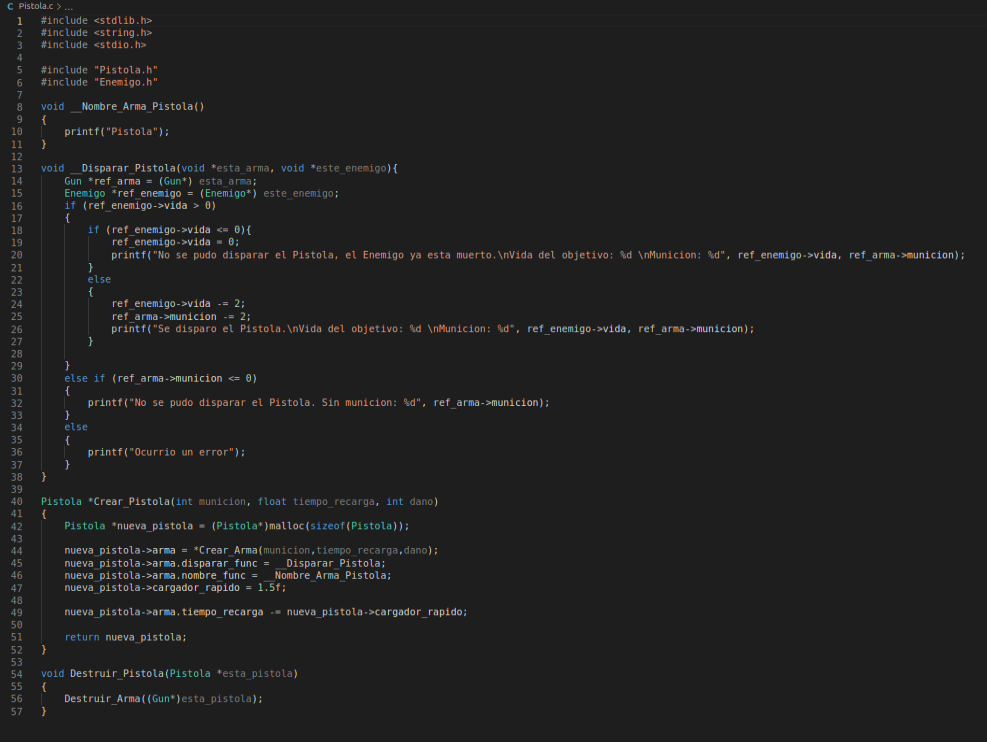 C Pistola.c > ...
1 #include <stdlib.h>
2 #include <string.h>
3 #include <stdio.h>
4
5 #include "Pistola.h"
6 #include "Enemigo.h"
7
8 void __Nombre_Arma_Pistola()
9 {
10     printf("Pistola");
11 }
12
13 void __Disparar_Pistola(void *esta_arma, void *este_enemigo){
14     Gun *ref_arma = (Gun*) esta_arma;
15     Enemigo *ref_enemigo = (Enemigo*) este_enemigo;
16     if (ref_enemigo->vida > 0)
17     {
18         if (ref_enemigo->vida <= 0){
19             ref_enemigo->vida = 0;
20             printf("No se pudo disparar el Pistola, el Enemigo ya esta muerto.\nVida del objetivo: %d \nMunicion: %d", ref_enemigo->vida, ref_arma->municion);
21         }
22         else
23         {
24             ref_enemigo->vida -= 2;
25             ref_arma->municion -= 2;
26             printf("Se disparo el Pistola.\nVida del objetivo: %d \nMunicion: %d", ref_enemigo->vida, ref_arma->municion);
27         }
28
29     }
30     else if (ref_arma->municion <= 0)
31     {
32         printf("No se pudo disparar el Pistola. Sin municion: %d", ref_arma->municion);
33     }
34     else
35     {
36         printf("Ocurrio un error");
37     }
38 }
39
40 Pistola *Crear_Pistola(int municion, float tiempo_recarga, int dano)
41 {
42     Pistola *nueva_pistola = (Pistola*)malloc(sizeof(Pistola));
43
44     nueva_pistola->arma = *Crear_Arma(municion,tiempo_recarga,dano);
45     nueva_pistola->arma.disparar_func = __Disparar_Pistola;
46     nueva_pistola->arma.nombre_func = __Nombre_Arma_Pistola;
47     nueva_pistola->cargador_rapido = 1.5f;
48
49     nueva_pistola->arma.tiempo_recarga -= nueva_pistola->cargador_rapido;
50
51     return nueva_pistola;
52 }
53
54 void Destruir_Pistola(Pistola *esta_pistola)
55 {
56     Destruir_Arma((Gun*)esta_pistola);
57 }